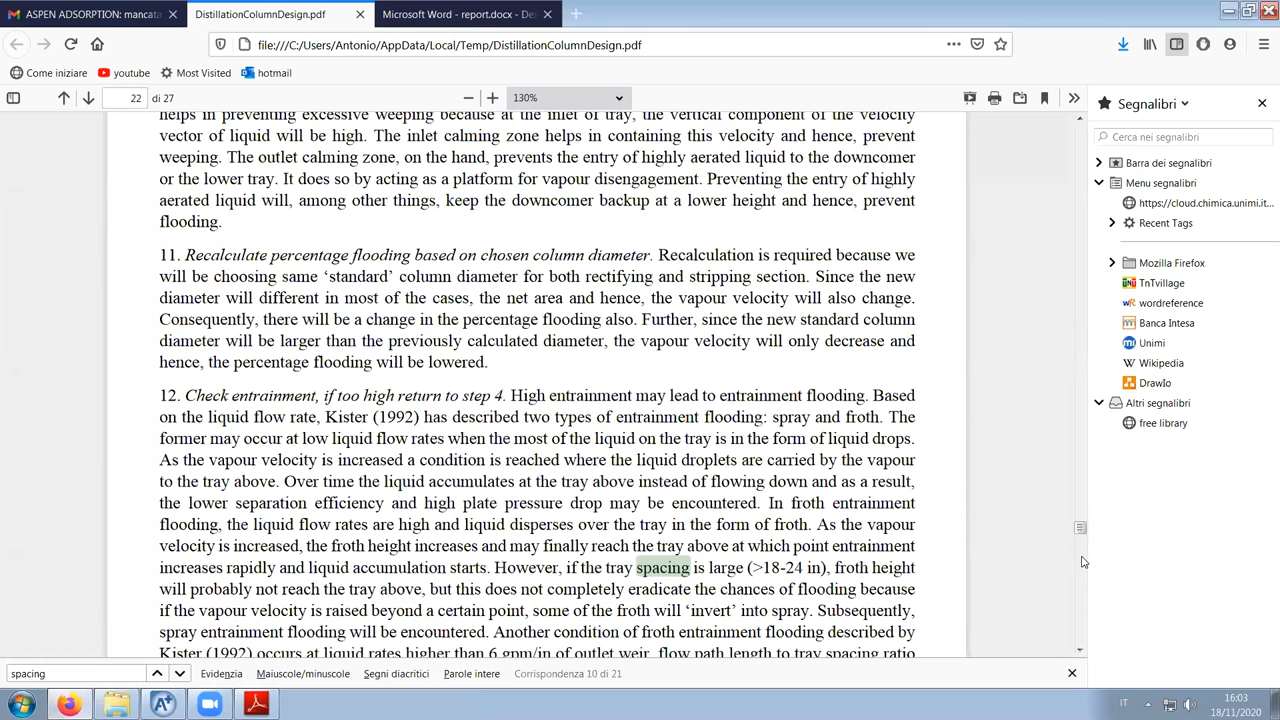 ASPEN ADSORPTION: mancata
DistillationColumnDesign.pdf
Microsoft Word - report.docx - De
file:///C:/Users/Antonio/AppData/Local/Temp/DistillationColumnDesign.pdf
Come iniziare
youtube
Most Visited
hotmail
22
di 27
130%
Segnalibri
helps in preventing excessive weeping because at the inlet of tray, the vertical component of the velocity
vector of liquid will be high. The inlet calming zone helps in containing this velocity and hence, prevent
weeping. The outlet calming zone, on the hand, prevents the entry of highly aerated liquid to the downcomer
or the lower tray. It does so by acting as a platform for vapour disengagement. Preventing the entry of highly
aerated liquid will, among other things, keep the downcomer backup at a lower height and hence, prevent
flooding.
11. Recalculate percentage flooding based on chosen column diameter. Recalculation is required because we
will be choosing same ‘standard’ column diameter for both rectifying and stripping section. Since the new
diameter will different in most of the cases, the net area and hence, the vapour velocity will also change.
Consequently, there will be a change in the percentage flooding also. Further, since the new standard column
diameter will be larger than the previously calculated diameter, the vapour velocity will only decrease and
hence, the percentage flooding will be lowered.
12. Check entrainment, if too high return to step 4. High entrainment may lead to entrainment flooding. Based
on the liquid flow rate, Kister (1992) has described two types of entrainment flooding: spray and froth. The
former may occur at low liquid flow rates when the most of the liquid on the tray is in the form of liquid drops.
As the vapour velocity is increased a condition is reached where the liquid droplets are carried by the vapour
to the tray above. Over time the liquid accumulates at the tray above instead of flowing down and as a result,
the lower separation efficiency and high plate pressure drop may be encountered. In froth entrainment
flooding, the liquid flow rates are high and liquid disperses over the tray in the form of froth. As the vapour
velocity is increased, the froth height increases and may finally reach the tray above at which point entrainment
increases rapidly and liquid accumulation starts. However, if the tray spacing is large (>18-24 in), froth height
will probably not reach the tray above, but this does not completely eradicate the chances of flooding because
if the vapour velocity is raised beyond a certain point, some of the froth will ‘invert’ into spray. Subsequently,
spray entrainment flooding will be encountered. Another condition of froth entrainment flooding described by
Kister (1992) occurs at liquid rates higher than 6 gpm/in of outlet weir, flow path length to tray spacing ratio
Cerca nei segnalibri
Barra dei segnalibri
Menu segnalibri
https://cloud.chimica.unimi.it...
Recent Tags
Mozilla Firefox
TnTvillage
wordreference
Banca Intesa
Unimi
Wikipedia
DrawIo
Altri segnalibri
free library
spacing
Evidenzia
Maiuscole/minuscole
Segni diacritici
Parole intere
Corrispondenza 10 di 21
IT
16:03
18/11/2020